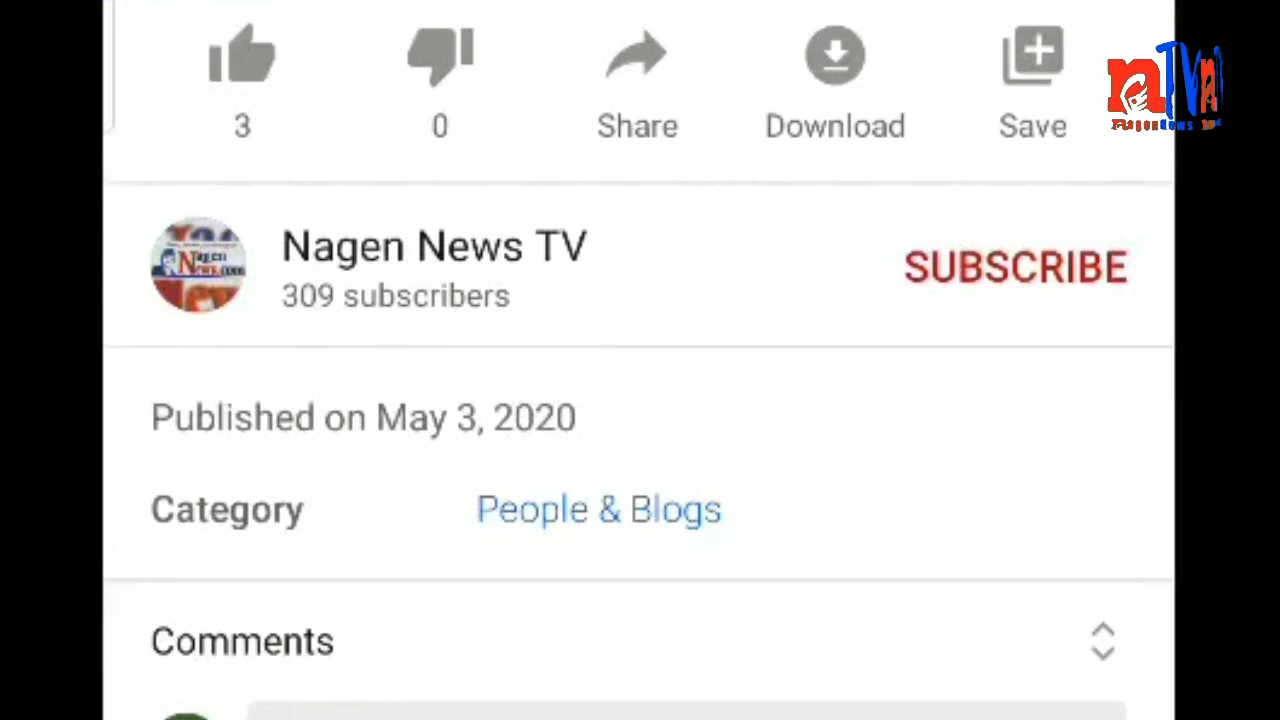 3
0
Share
Download
Save
Nagen News TV
309 subscribers
SUBSCRIBE
Published on May 3, 2020
Category
People & Blogs
Comments